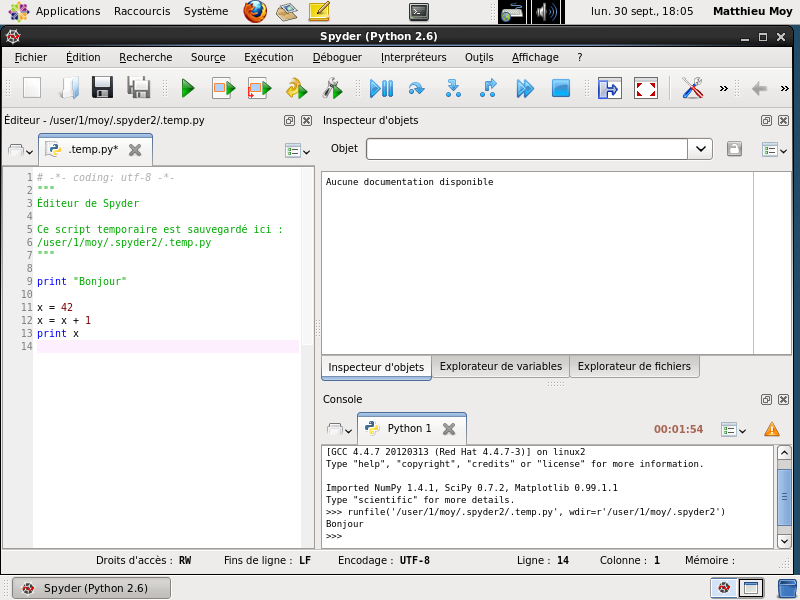 Applications Raccourcis Système lun. 30 sept., 18:05 Matthieu Moy
Spyder (Python 2.6)
Fichier Édition Recherche Source Exécution Déboguer Interpréteurs Outils Affichage ?
Éditeur - /user/1/moy/.spyder2/.temp.py
.temp.py*
1 # -*- coding: utf-8 -*-
2 """
3 Éditeur de Spyder
4
5 Ce script temporaire est sauvegardé ici :
6 /user/1/moy/.spyder2/.temp.py
7 """
8
9 print "Bonjour"
10
11 x = 42
12 x = x + 1
13 print x
14
Inspecteur d'objets
Objet
Aucune documentation disponible
Inspecteur d'objets Explorateur de variables Explorateur de fichiers
Console
Python 1 00:01:54
[GCC 4.4.7 20120313 (Red Hat 4.4.7-3)] on linux2
Type "help", "copyright", "credits" or "license" for more information.
Imported NumPy 1.4.1, SciPy 0.7.2, Matplotlib 0.99.1.1
Type "scientific" for more details.
>>> runfile('/user/1/moy/.spyder2/.temp.py', wdir=r'/user/1/moy/.spyder2')
Bonjour
>>>
Droits d'accès : RW Fins de ligne : LF Encodage : UTF-8 Ligne : 14 Colonne : 1 Mémoire :
Spyder (Python 2.6)